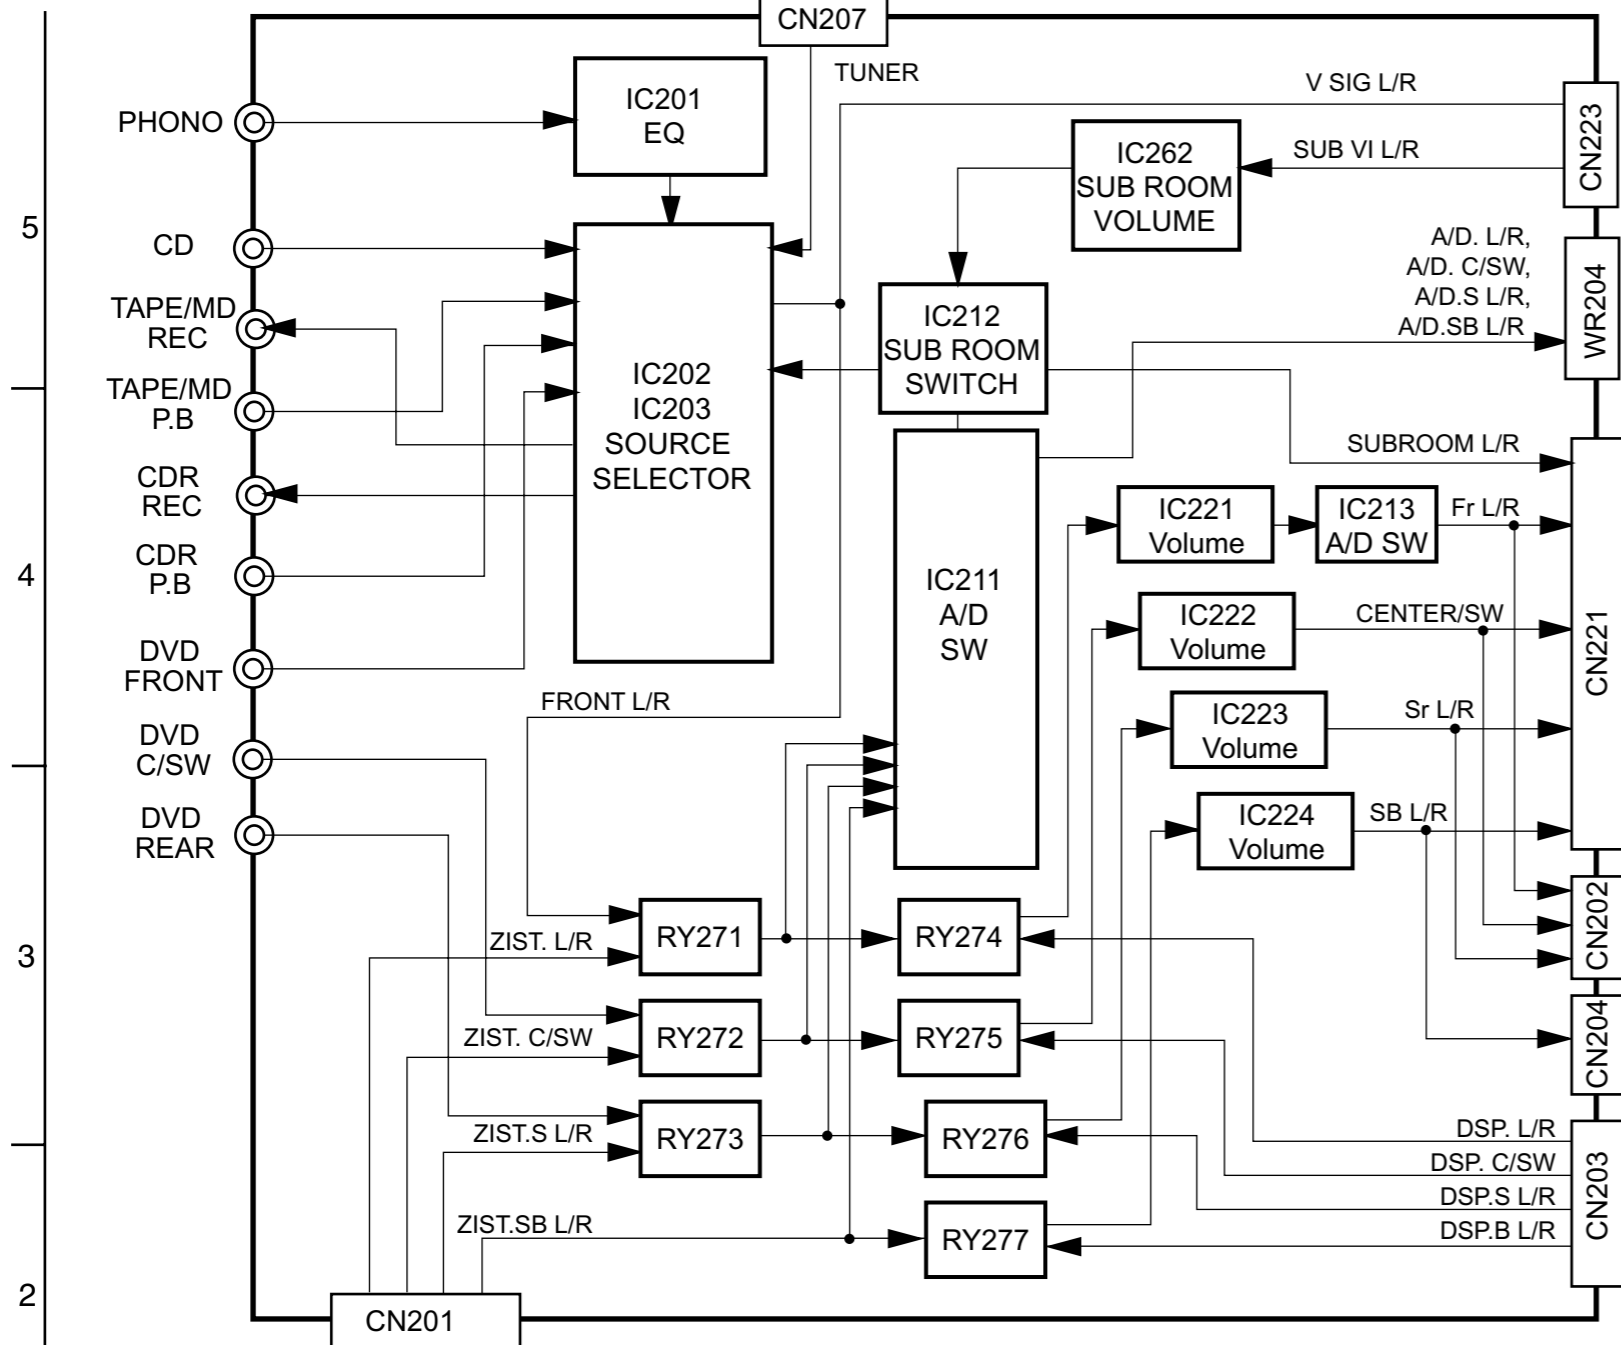 CN207
TUNER
V SIG L/R
IC201
EQ
PHONO
IC262
SUB ROOM
VOLUME
SUB VI L/R
CN223
5
CD
A/D. L/R,
A/D. C/SW,
A/D.S L/R,
A/D.SB L/R
WR204
TAPE/MD
REC
IC212
SUB ROOM
SWITCH
IC202
IC203
SOURCE
SELECTOR
TAPE/MD
P.B
SUBROOM L/R
CDR
REC
IC221
Volume
IC213
A/D SW
Fr L/R
4
CDR
P.B
IC211
A/D
SW
IC222
Volume
CENTER/SW
CN221
DVD
FRONT
FRONT L/R
IC223
Volume
Sr L/R
DVD
C/SW
DVD
REAR
IC224
Volume
SB L/R
CN202
3
ZIST. L/R
RY271
RY274
ZIST. C/SW
RY272
RY275
CN204
ZIST.S L/R
RY273
RY276
DSP. L/R
DSP. C/SW
DSP.S L/R
DSP.B L/R
CN203
ZIST.SB L/R
RY277
2
CN201